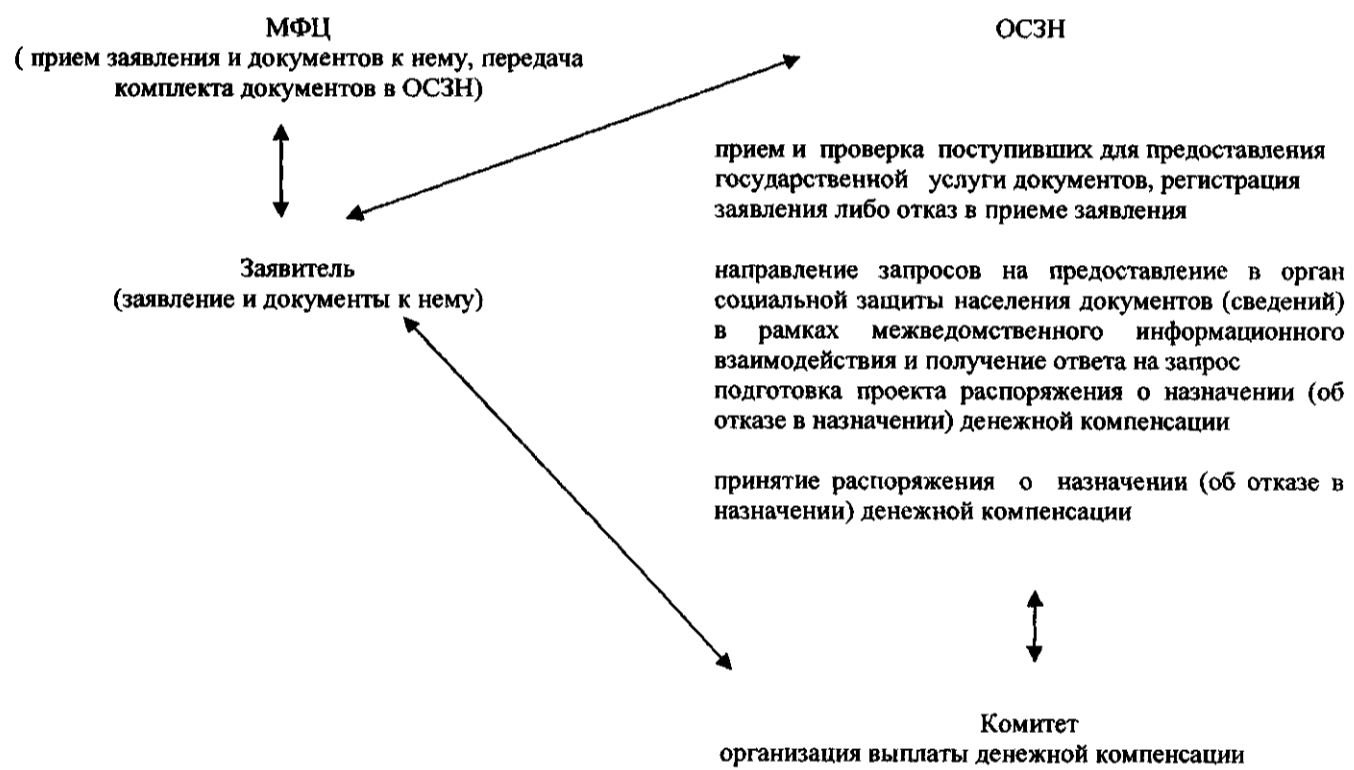 МФЦ
( прием заявления и документов к нему, передача
комплекта документов в ОСЗН)
Заявитель
(заявление и документы к нему)
ОСЗН
прием и проверка поступивших для предоставления
государственной услуги документов, регистрация
заявления либо отказ в приеме заявления
направление запросов на предоставление в орган
социальной защиты населения документов (сведений)
в рамках межведомственного информационного
взаимодействия и получение ответа на запрос
подготовка проекта распоряжения о назначении (об
отказе в назначении) денежной компенсации
принятие распоряжения о назначении (об отказе в
назначении) денежной компенсации
Комитет
организация выплаты денежной компенсации